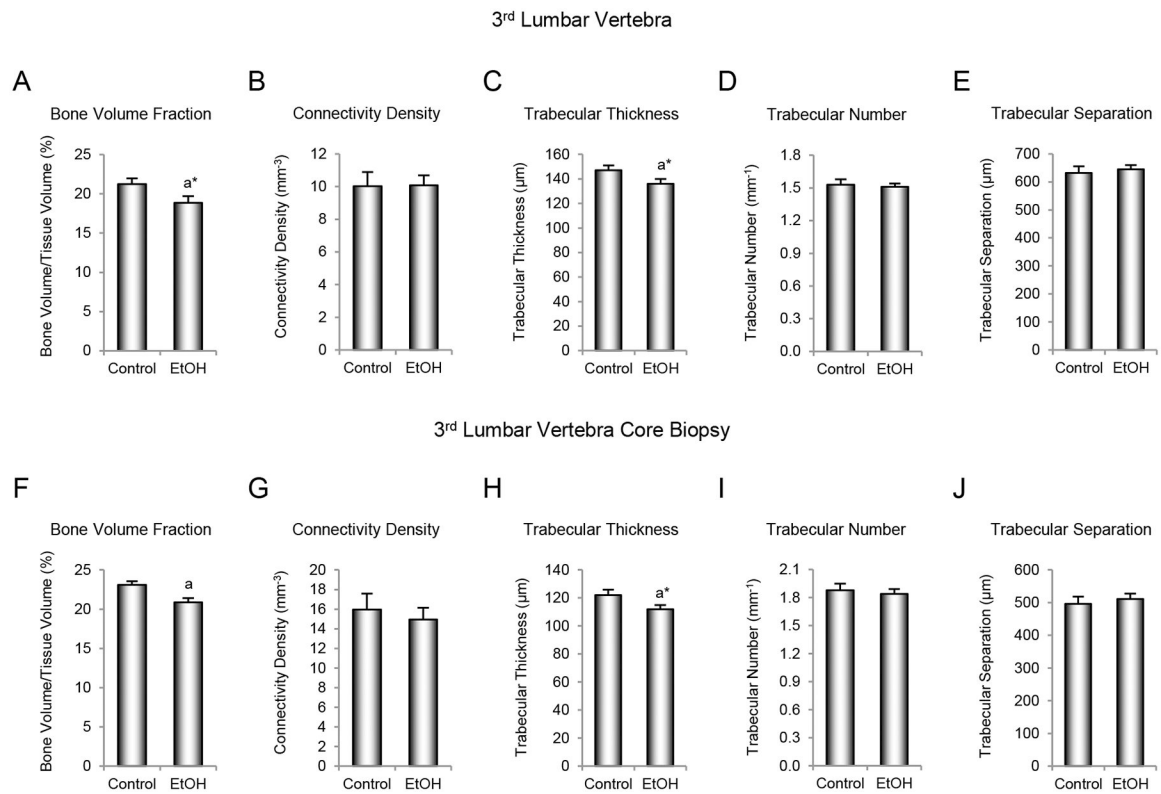 3rd Lumbar Vertebra
A
Bone Volume Fraction
Bone Volume/Tissue Volume (%)
25
20
15
10
5
0
a*
Control EtOH
B
Connectivity Density
Connectivity Density (mm-3)
12
10
8
6
4
2
0
Control EtOH
C
Trabecular Thickness
Trabecular Thickness (µm)
160
140
120
100
80
60
40
20
0
a*
Control EtOH
D
Trabecular Number
Trabecular Number (mm-1)
1.8
1.5
1.2
0.9
0.6
0.3
0.0
Control EtOH
E
Trabecular Separation
Trabecular Separation (µm)
700
600
500
400
300
200
100
0
Control EtOH
3rd Lumbar Vertebra Core Biopsy
F
Bone Volume Fraction
Bone Volume/Tissue Volume (%)
25
20
15
10
5
0
a
Control EtOH
G
Connectivity Density
Connectivity Density (mm-3)
20
18
16
14
12
10
8
6
4
2
0
Control EtOH
H
Trabecular Thickness
Trabecular Thickness (µm)
140
120
100
80
60
40
20
0
a*
Control EtOH
I
Trabecular Number
Trabecular Number (mm-1)
2.1
1.8
1.5
1.2
0.9
0.6
0.3
0.0
Control EtOH
J
Trabecular Separation
Trabecular Separation (µm)
600
500
400
300
200
100
0
Control EtOH